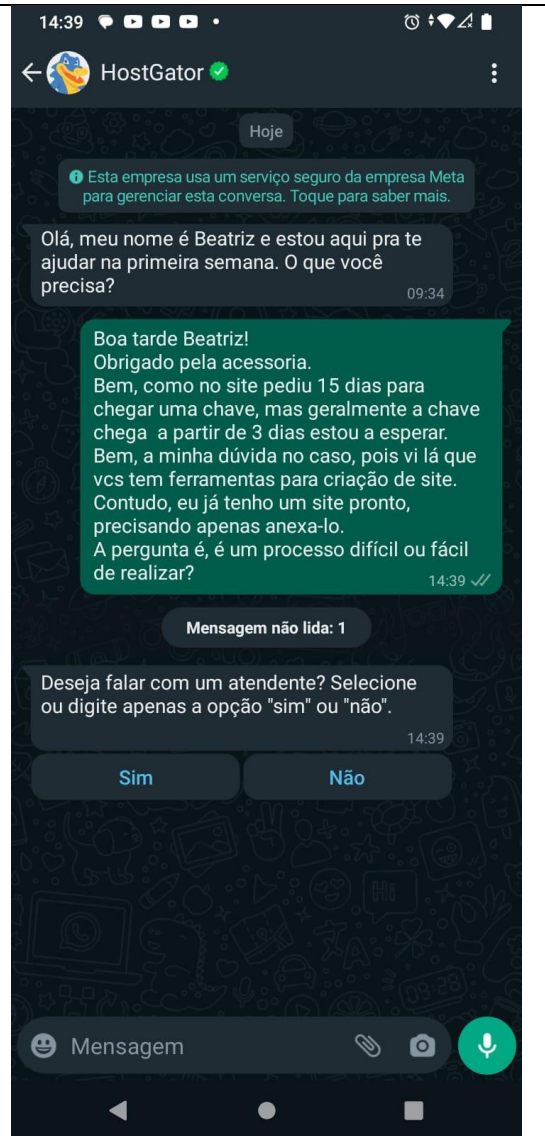 14:39
HostGator
Hoje
Esta empresa usa um serviço seguro da empresa Meta
para gerenciar esta conversa. Toque para saber mais.
Olá, meu nome é Beatriz e estou aqui pra te
ajudar na primeira semana. O que você
precisa?
09:34
Boa tarde Beatriz!
Obrigado pela acessoria.
Bem, como no site pediu 15 dias para
chegar uma chave, mas geralmente a chave
chega  a partir de 3 dias estou a esperar.
Bem, a minha dúvida no caso, pois vi lá que
vcs tem ferramentas para criação de site.
Contudo, eu já tenho um site pronto,
precisando apenas anexa-lo.
A pergunta é, é um processo difícil ou fácil
de realizar?
14:39
Mensagem não lida: 1
Deseja falar com um atendente? Selecione
ou digite apenas a opção "sim" ou "não".
14:39
Sim Não
Mensagem